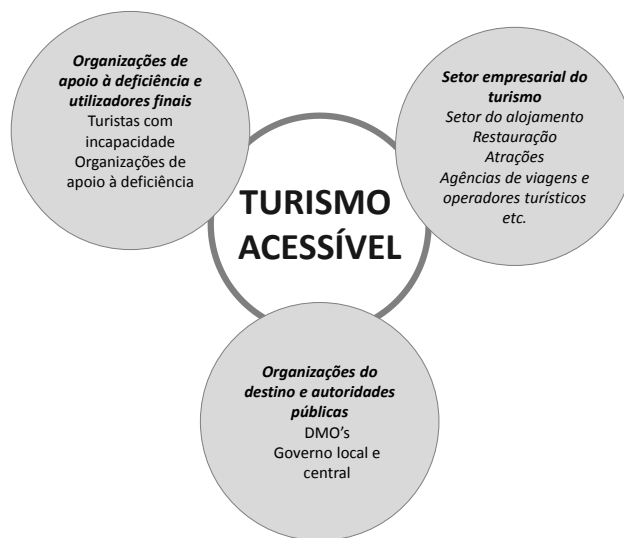 Organizações de
apoio à deficiência e
utilizadores finais
Turistas com
incapacidade
Organizações de
apoio à deficiência
Setor empresarial do
turismo
Setor do alojamento
Restauração
Atrações
Agências de viagens e
operadores turísticos
etc.
TURISMO
ACESSÍVEL
Organizações do
destino e autoridades
públicas
DMO’s
Governo local e
central